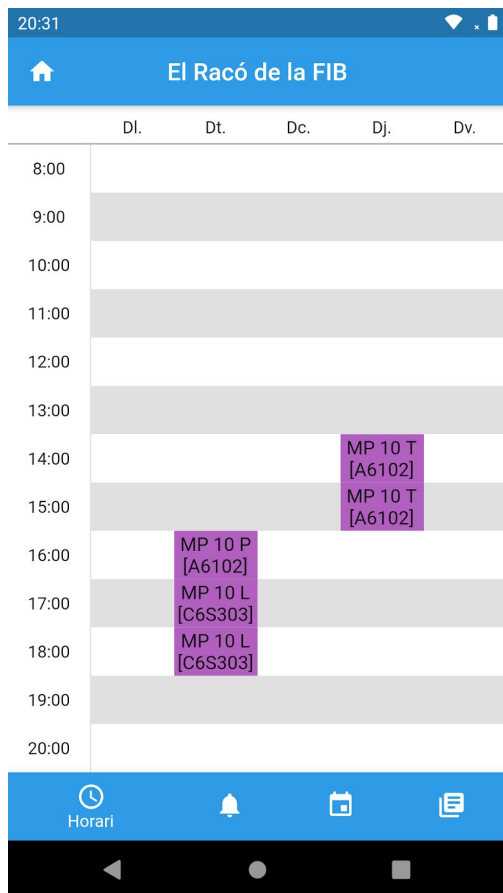 20:31
El Racó de la FIB
Dl. Dt. Dc. Dj. Dv.
8:00
9:00
10:00
11:00
12:00
13:00
14:00
MP 10 T
[A6102]
15:00
MP 10 T
[A6102]
16:00
MP 10 P
[A6102]
17:00
MP 10 L
[C6S303]
18:00
MP 10 L
[C6S303]
19:00
20:00
Horari